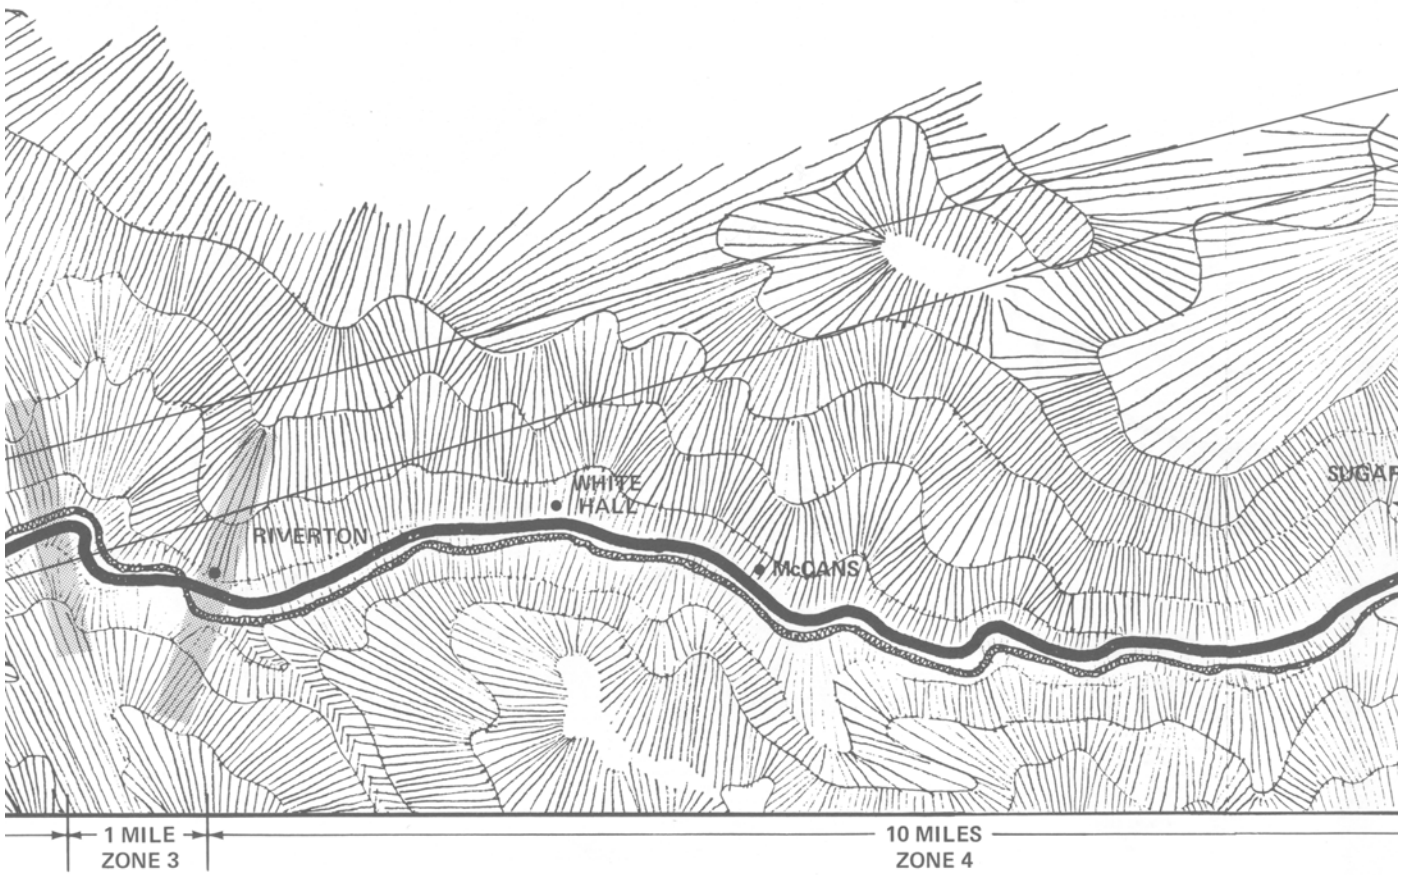 WHITE
HALL
RIVERTON
McCANS
SUGAR
1 MILE
ZONE 3
10 MILES
ZONE 4